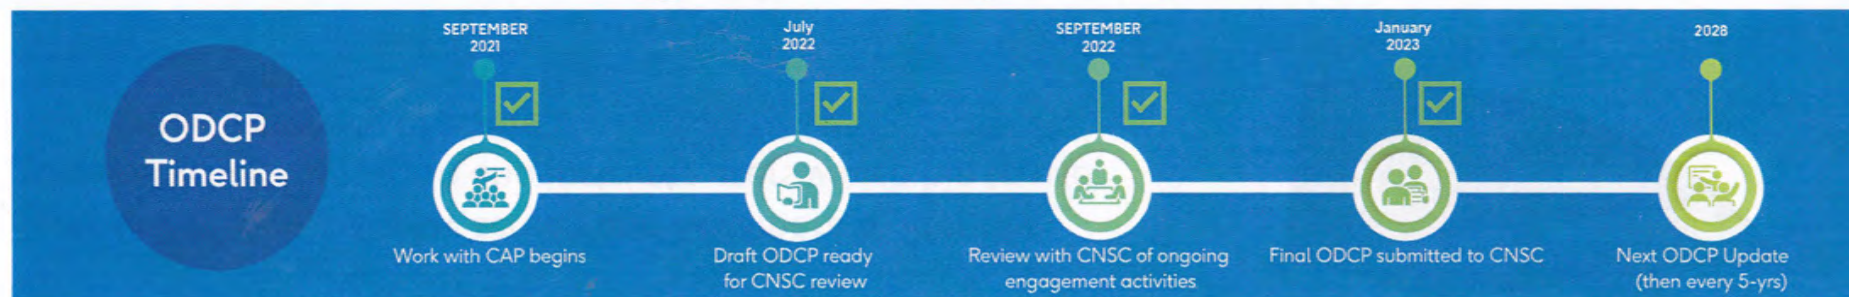 ODCP
Timeline
SEPTEMBER
2021
Work with CAP begins
July
2022
Draft ODCP ready
for CNSC review
SEPTEMBER
2022
Review with CNSC of ongoing
engagement activities
January
2023
Final ODCP submitted to CNSC
2028
Next ODCP Update
(then every 5-yrs)